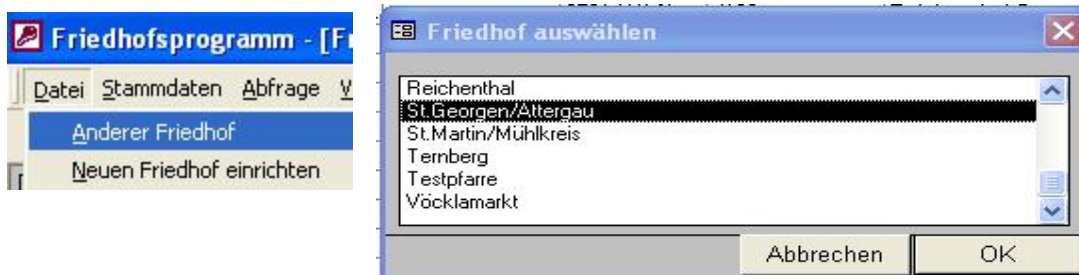 Friedhofsprogramm - [Fr
Datei Stammdaten Abfrage V
Anderer Friedhof
Neuen Friedhof einrichten
Friedhof auswählen
Reichenthal
St.Georgen/Attergau
St.Martin/Mühlkreis
Ternberg
Testpfarre
Vöcklamarkt
Abbrechen OK